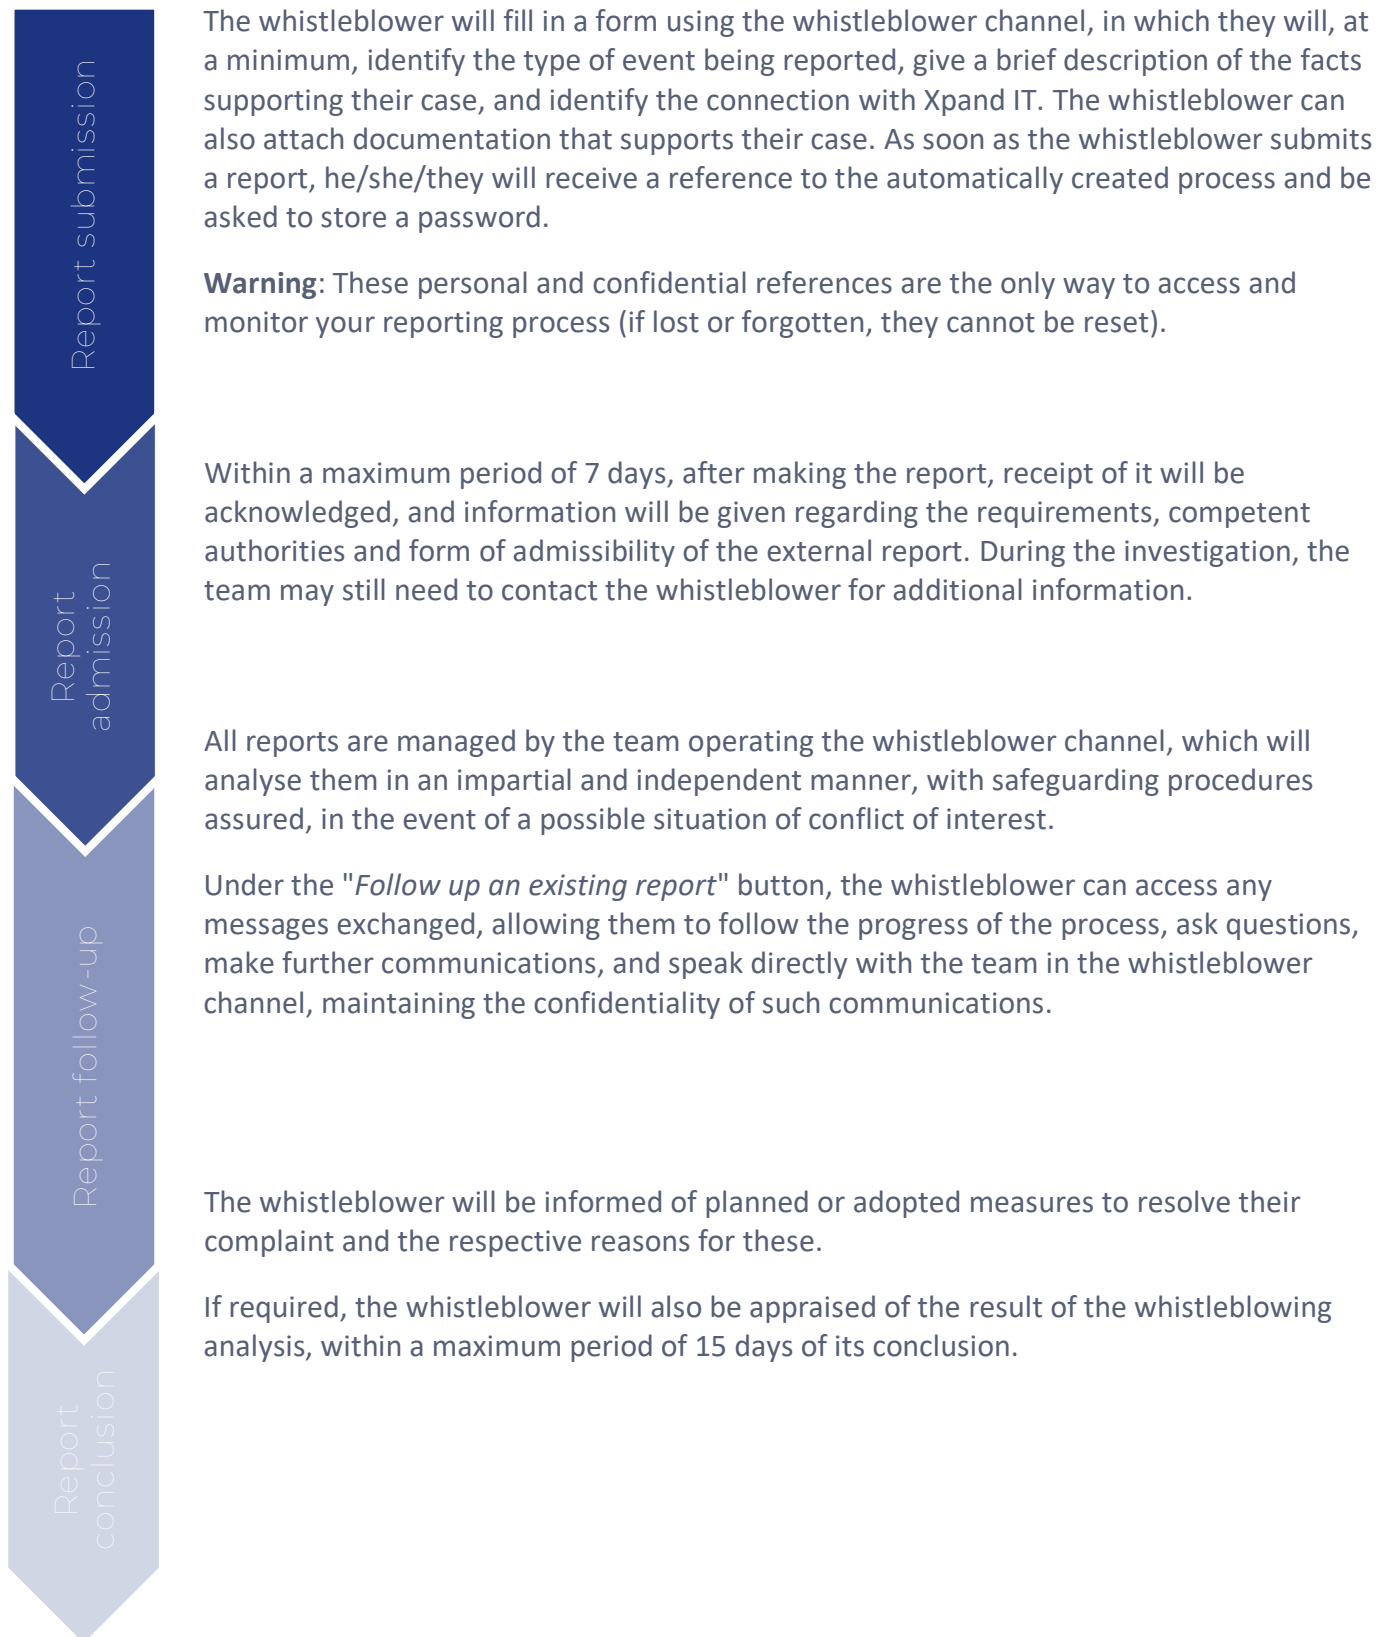 Report submission
The whistleblower will fill in a form using the whistleblower channel, in which they will, at
a minimum, identify the type of event being reported, give a brief description of the facts
supporting their case, and identify the connection with Xpand IT. The whistleblower can
also attach documentation that supports their case. As soon as the whistleblower submits
a report, he/she/they will receive a reference to the automatically created process and be
asked to store a password.
Warning: These personal and confidential references are the only way to access and
monitor your reporting process (if lost or forgotten, they cannot be reset).
Report
admission
Within a maximum period of 7 days, after making the report, receipt of it will be
acknowledged, and information will be given regarding the requirements, competent
authorities and form of admissibility of the external report. During the investigation, the
team may still need to contact the whistleblower for additional information.
Report follow-up
All reports are managed by the team operating the whistleblower channel, which will
analyse them in an impartial and independent manner, with safeguarding procedures
assured, in the event of a possible situation of conflict of interest.
Under the "Follow up an existing report" button, the whistleblower can access any
messages exchanged, allowing them to follow the progress of the process, ask questions,
make further communications, and speak directly with the team in the whistleblower
channel, maintaining the confidentiality of such communications.
Report
conclusion
The whistleblower will be informed of planned or adopted measures to resolve their
complaint and the respective reasons for these.
If required, the whistleblower will also be appraised of the result of the whistleblowing
analysis, within a maximum period of 15 days of its conclusion.